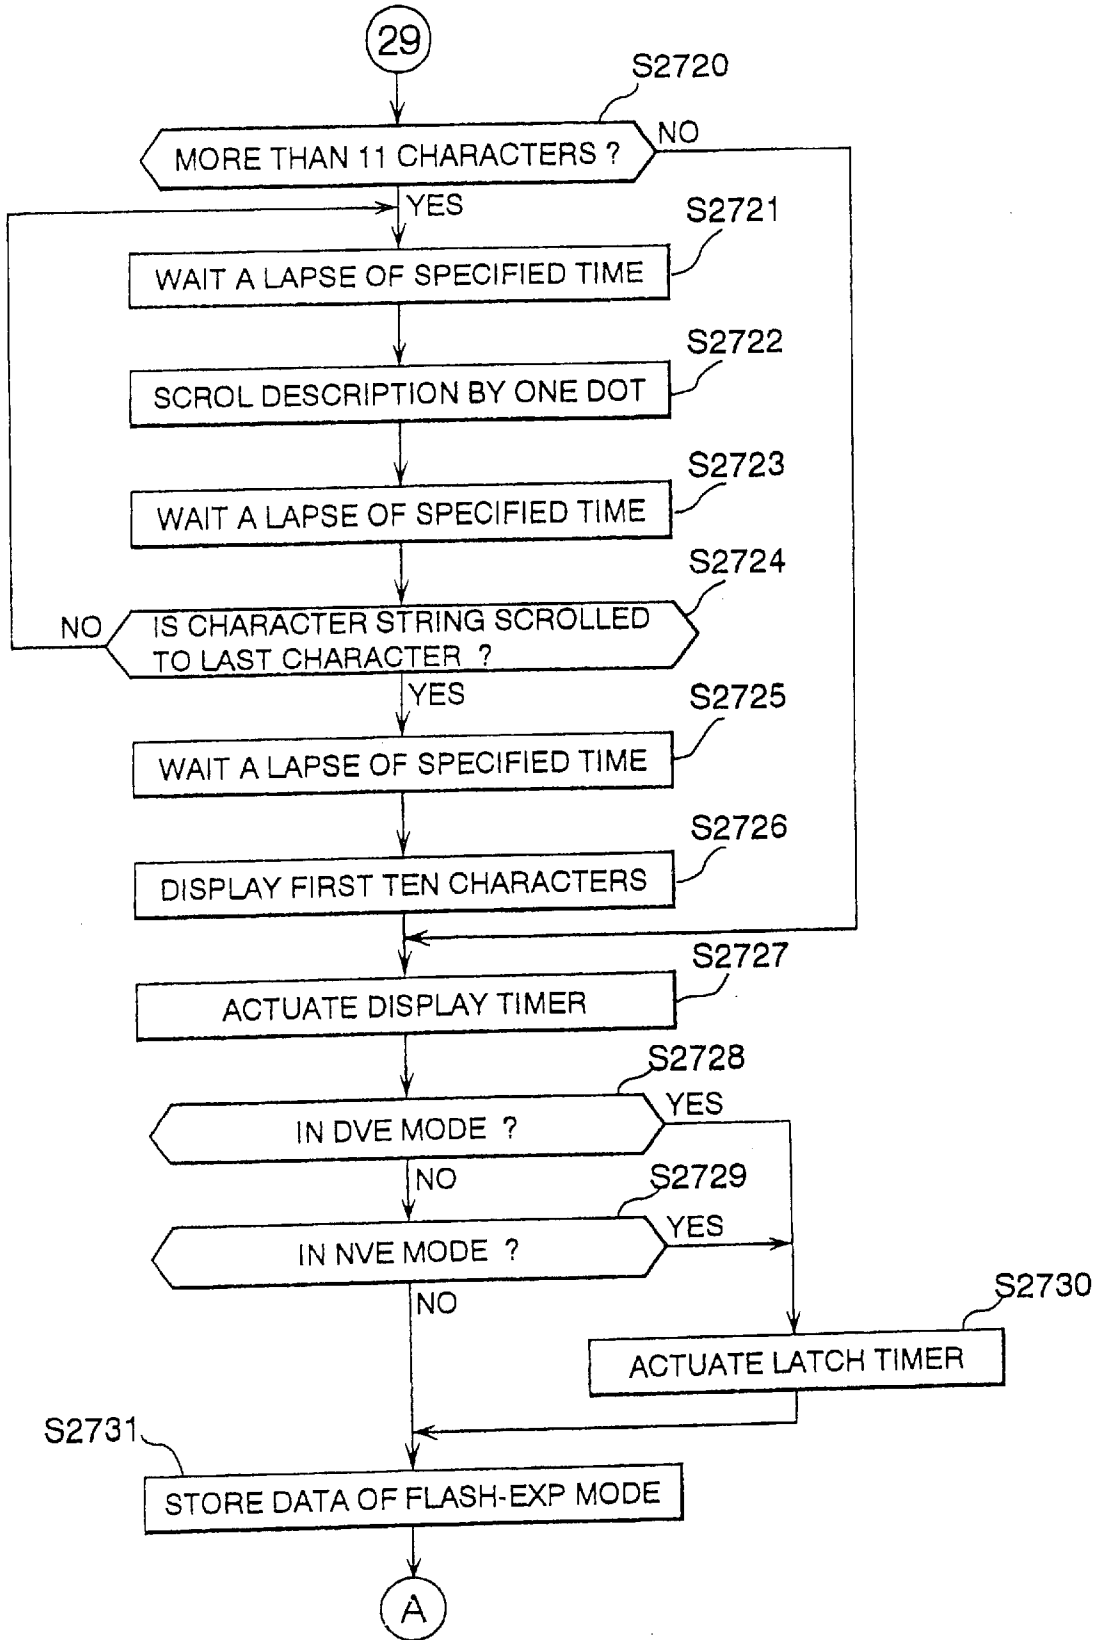 29
S2720
MORE THAN 11 CHARACTERS ?
NO
YES
S2721
WAIT A LAPSE OF SPECIFIED TIME
S2722
SCROL DESCRIPTION BY ONE DOT
S2723
WAIT A LAPSE OF SPECIFIED TIME
S2724
NO
IS CHARACTER STRING SCROLLED
TO LAST CHARACTER ?
YES
S2725
WAIT A LAPSE OF SPECIFIED TIME
S2726
DISPLAY FIRST TEN CHARACTERS
S2727
ACTUATE DISPLAY TIMER
S2728
IN DVE MODE ?
YES
NO
S2729
IN NVE MODE ?
YES
NO
S2730
ACTUATE LATCH TIMER
S2731
STORE DATA OF FLASH-EXP MODE
A